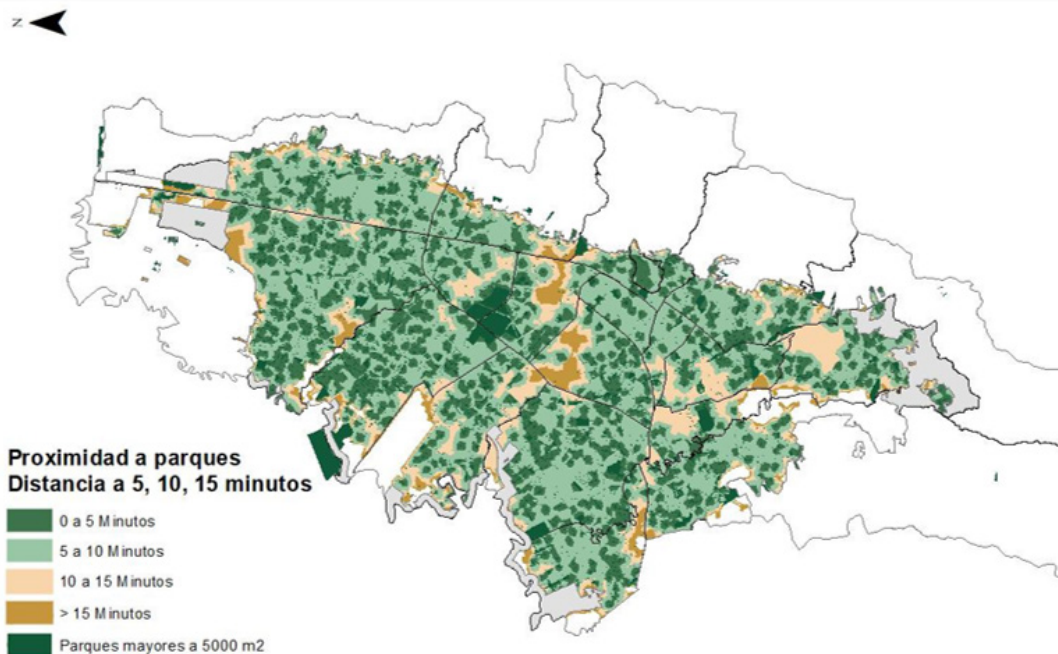 N
Proximidad a parques
Distancia a 5, 10, 15 minutos
0 a 5 Minutos
5 a 10 Minutos
10 a 15 Minutos
> 15 Minutos
Parques mayores a 5000 m2